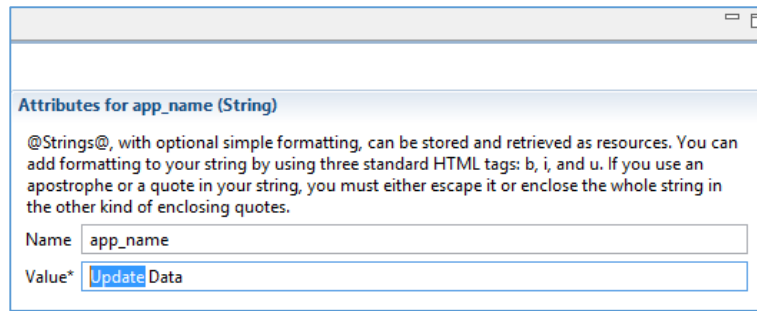 Attributes for app_name (String)
@Strings@, with optional simple formatting, can be stored and retrieved as resources. You can
add formatting to your string by using three standard HTML tags: b, i, and u. If you use an
apostrophe or a quote in your string, you must either escape it or enclose the whole string in
the other kind of enclosing quotes.
Name app_name
Value* Update Data